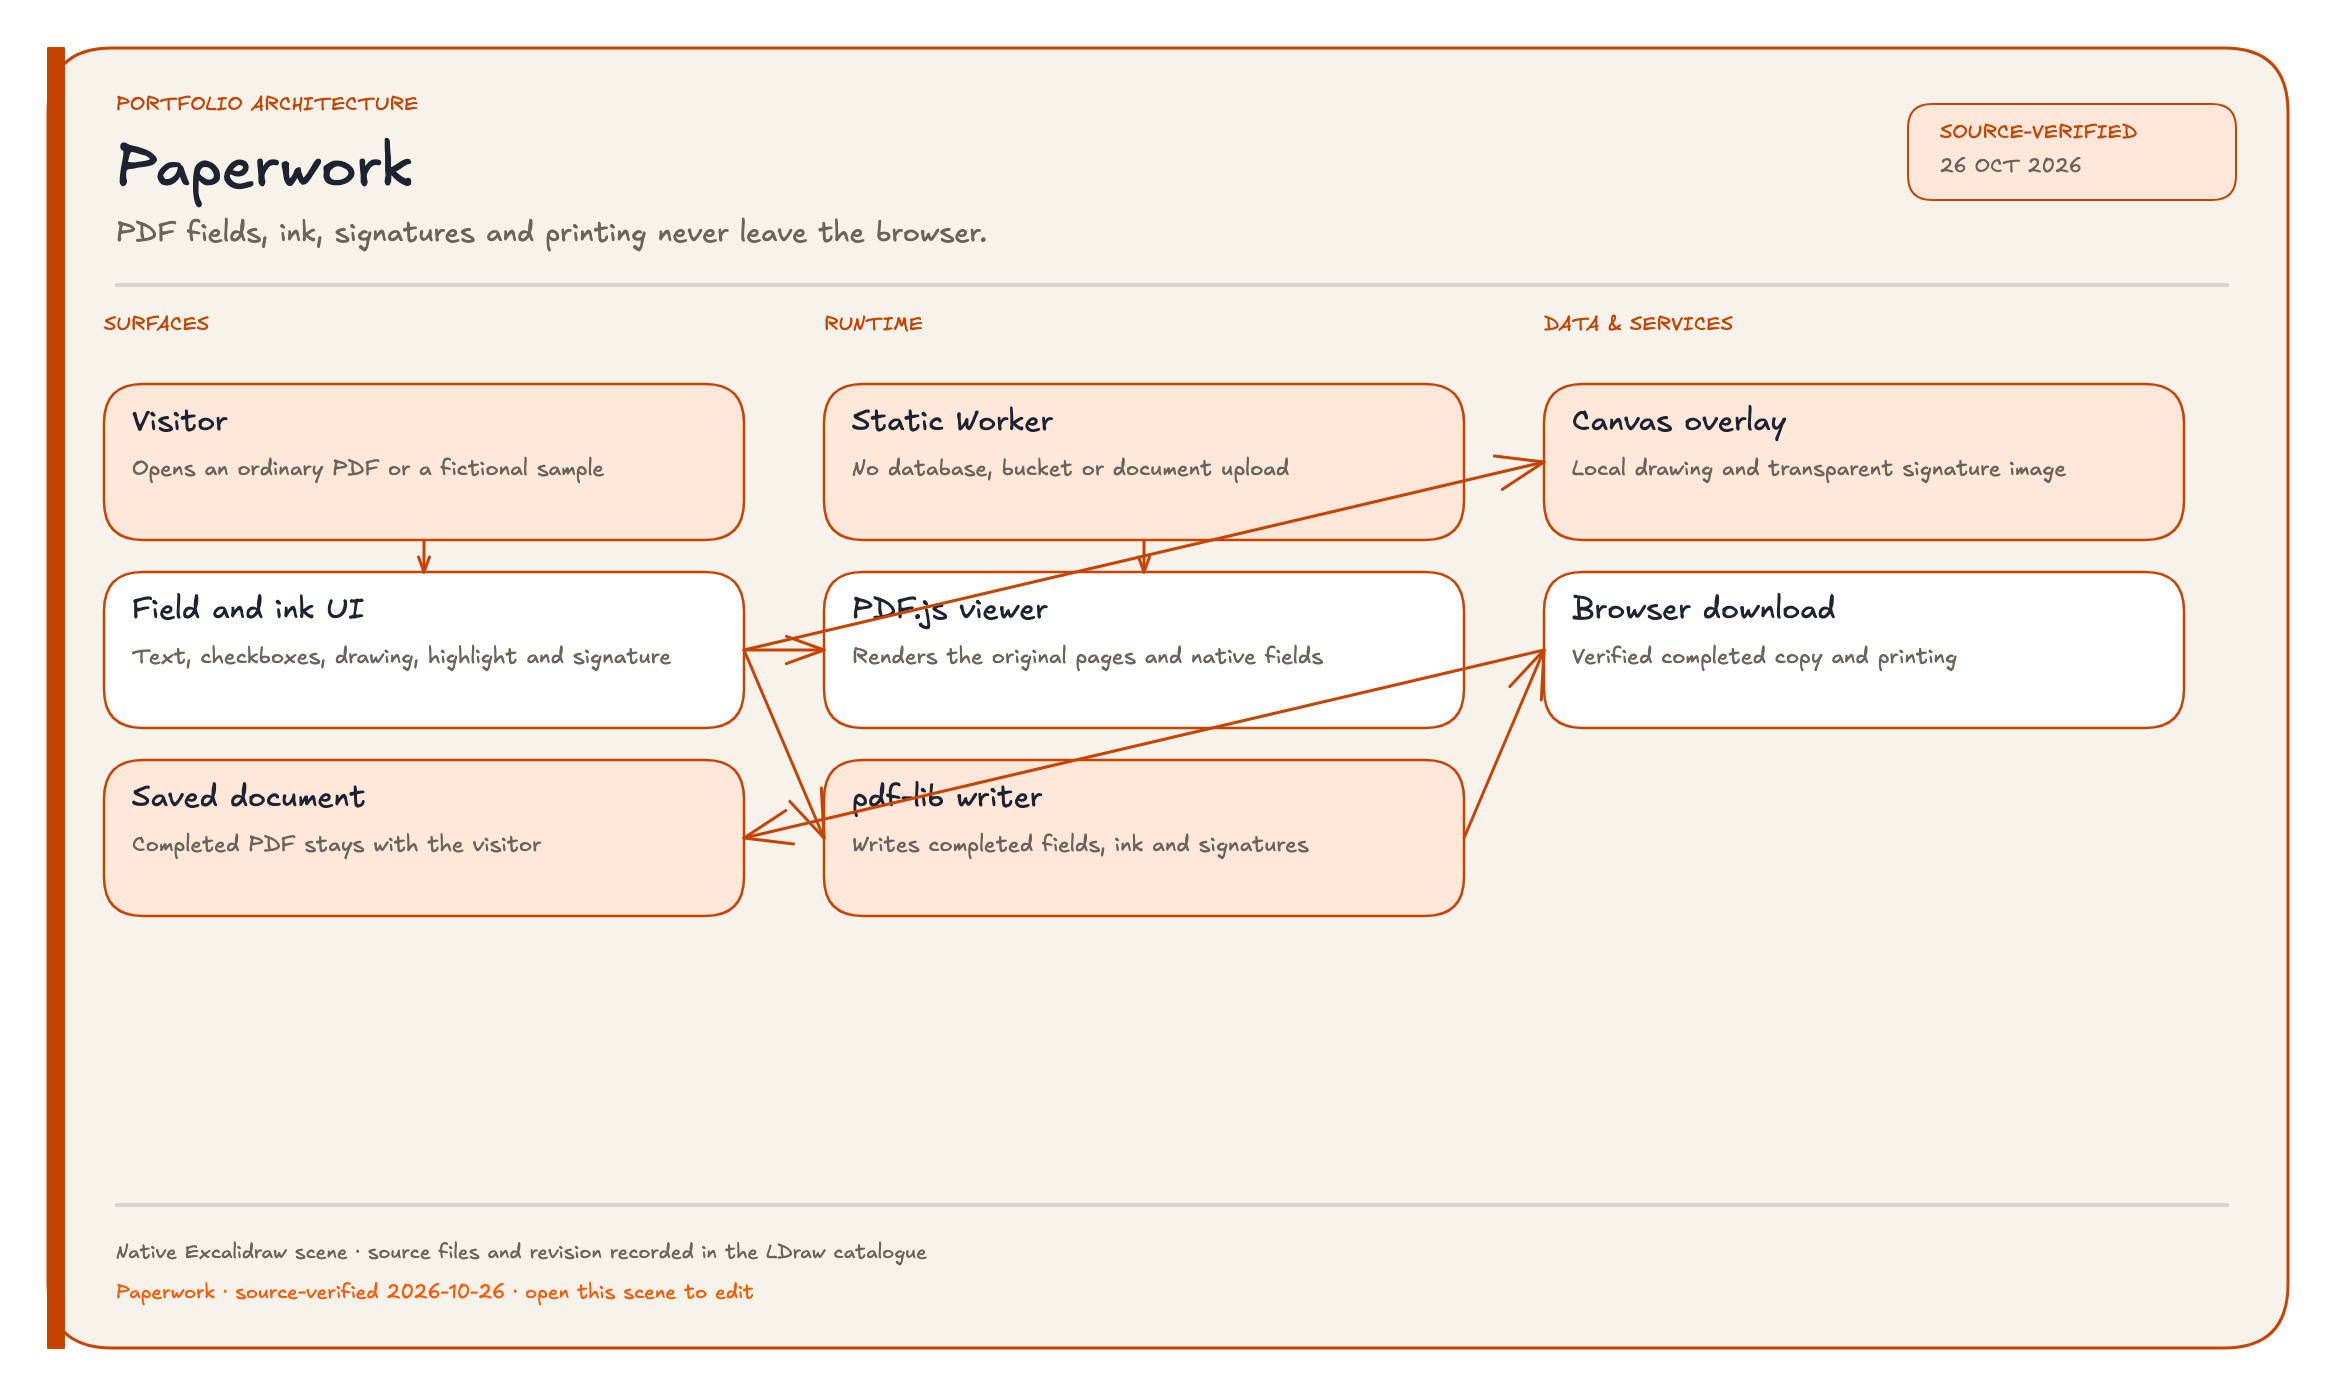 PORTFOLIO ARCHITECTURE
Paperwork
PDF fields, ink, signatures and printing never leave the browser.
SOURCE-VERIFIED
26 OCT 2026
SURFACES
RUNTIME
DATA & SERVICES
Visitor
Opens an ordinary PDF or a fictional sample
Static Worker
No database, bucket or document upload
Canvas overlay
Local drawing and transparent signature image
Field and ink UI
Text, checkboxes, drawing, highlight and signature
PDF.js viewer
Renders the original pages and native fields
Browser download
Verified completed copy and printing
Saved document
Completed PDF stays with the visitor
pdf-lib writer
Writes completed fields, ink and signatures
Native Excalidraw scene · source files and revision recorded in the LDraw catalogue
Paperwork · source-verified 2026-10-26 · open this scene to edit